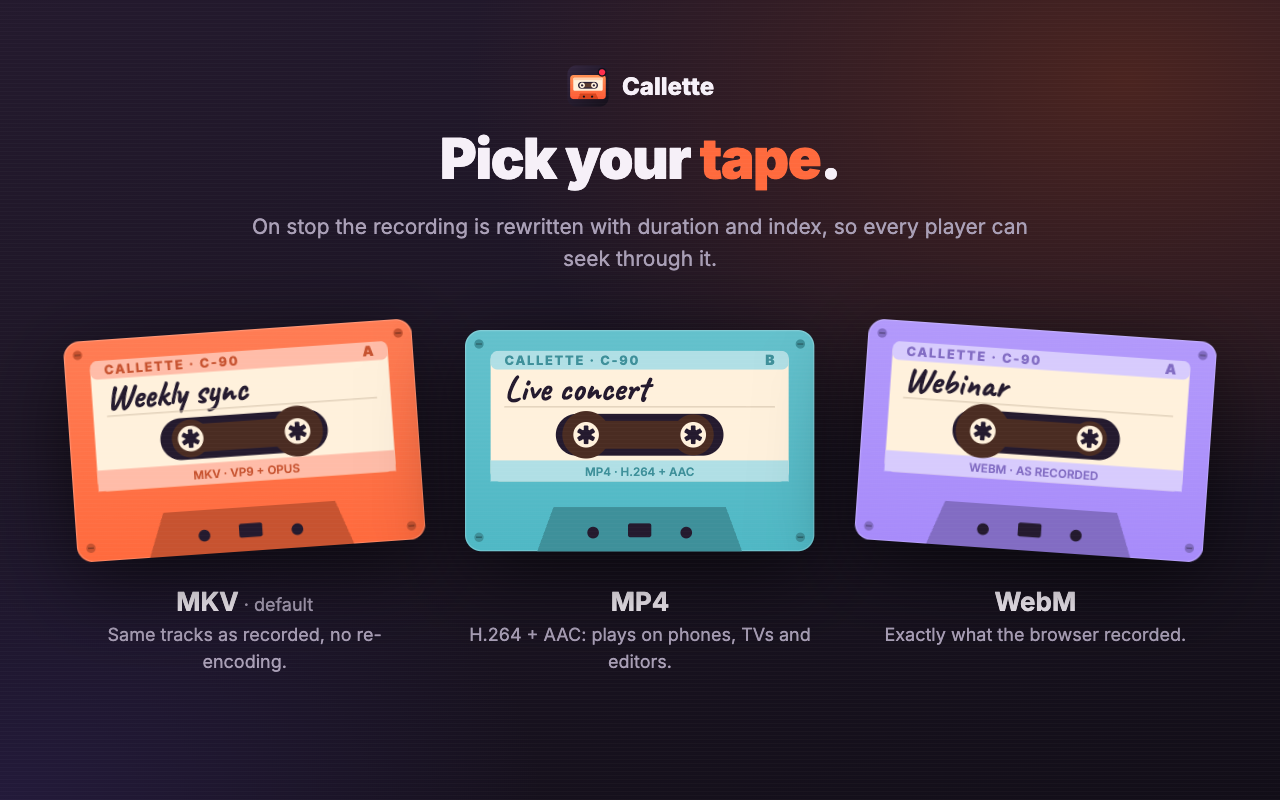 Callette
Pick your tape.
On stop the recording is rewritten with duration and index, so every player can
seek through it.
CALLETTE · C-90 A
Weekly sync
MKV · VP9 + OPUS
CALLETTE · C-90 B
Live concert
MP4 · H.264 + AAC
CALLETTE · C-90 A
Webinar
WEBM · AS RECORDED
MKV · default
Same tracks as recorded, no re-
encoding.
MP4
H.264 + AAC: plays on phones, TVs and
editors.
WebM
Exactly what the browser recorded.